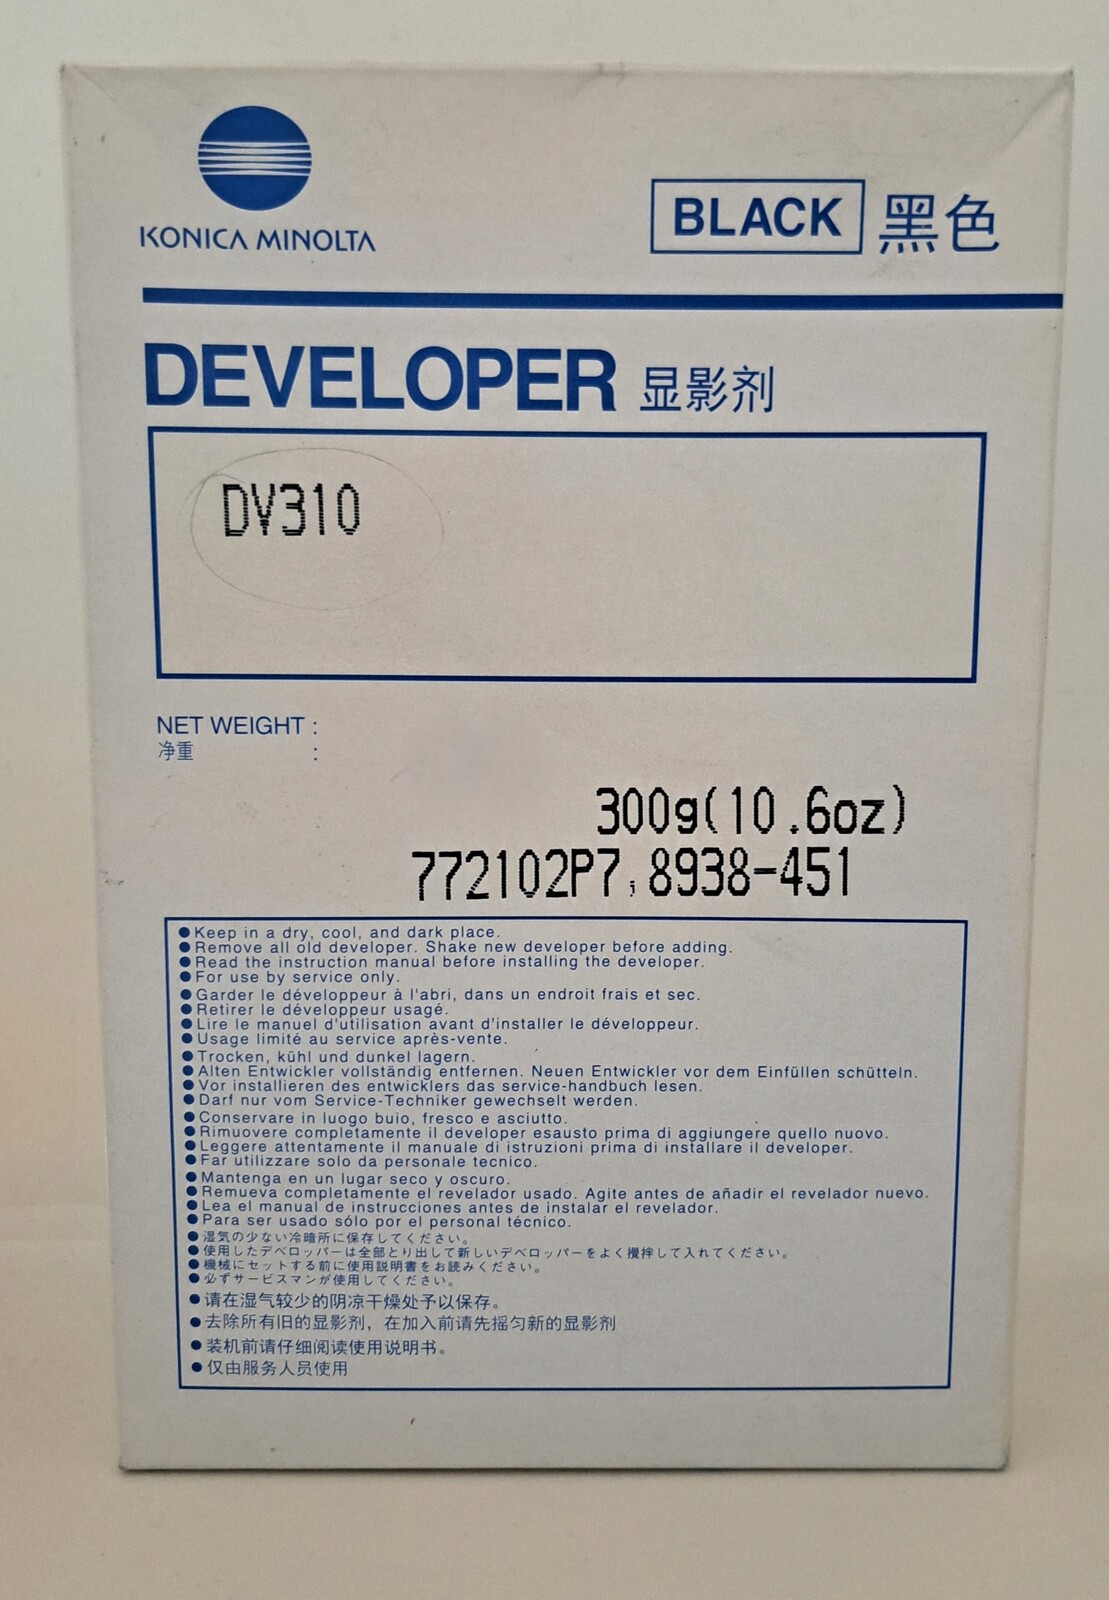 KONICA MINOLTA
BLACK 黑色
DEVELOPER 显影剂
DV310
NET WEIGHT :
净重 :
300g(10.6oz)
772102P7, 8938-451
●Keep in a dry, cool, and dark place.
●Remove all old developer. Shake new developer before adding.
●Read the instruction manual before installing the developer.
●For use by service only.
●Garder le développeur à l'abri, dans un endroit frais et sec.
●Retirer le développeur usagé.
●Lire le manuel d'utilisation avant d'installer le développeur.
●Usage limité au service après-vente.
●Trocken, kühl und dunkel lagern.
●Alten Entwickler vollständig entfernen. Neuen Entwickler vor dem Einfüllen schütteln.
●Vor installieren des entwicklers das service-handbuch lesen.
●Darf nur vom Service-Techniker gewechselt werden.
●Conservare in luogo buio, fresco e asciutto.
●Rimuovere completamente il developer esausto prima di aggiungere quello nuovo.
●Leggere attentamente il manuale di istruzioni prima di installare il developer.
●Far utilizzare solo da personale tecnico.
●Mantenga en un lugar seco y oscuro.
●Remueva completamente el revelador usado. Agite antes de añadir el revelador nuevo.
●Lea el manual de instrucciones antes de instalar el revelador.
●Para ser usado sólo por el personal técnico.
●湿気の少ない冷暗所に保存してください。
●使用したデベロッパーは全部とり出して新しいデベロッパーをよく攪拌して入れてください。
●機械にセットする前に使用説明書をお読みください。
●必ずサービスマンが使用してください。
●请在湿气较少的阴凉干燥处予以保存。
●去除所有旧的显影剂，在加入前请先摇匀新的显影剂
●装机前请仔细阅读使用说明书。
●仅由服务人员使用